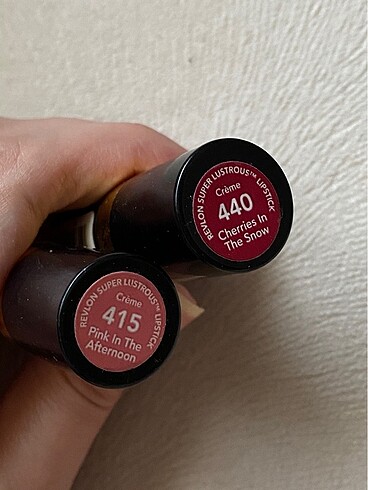 REVLON SUPER LUSTROUS™ LIPSTICK
Crème
440
Cherries In
The Snow
REVLON SUPER LUSTROUS™ LIPSTICK
Crème
415
Pink In The
Afternoon